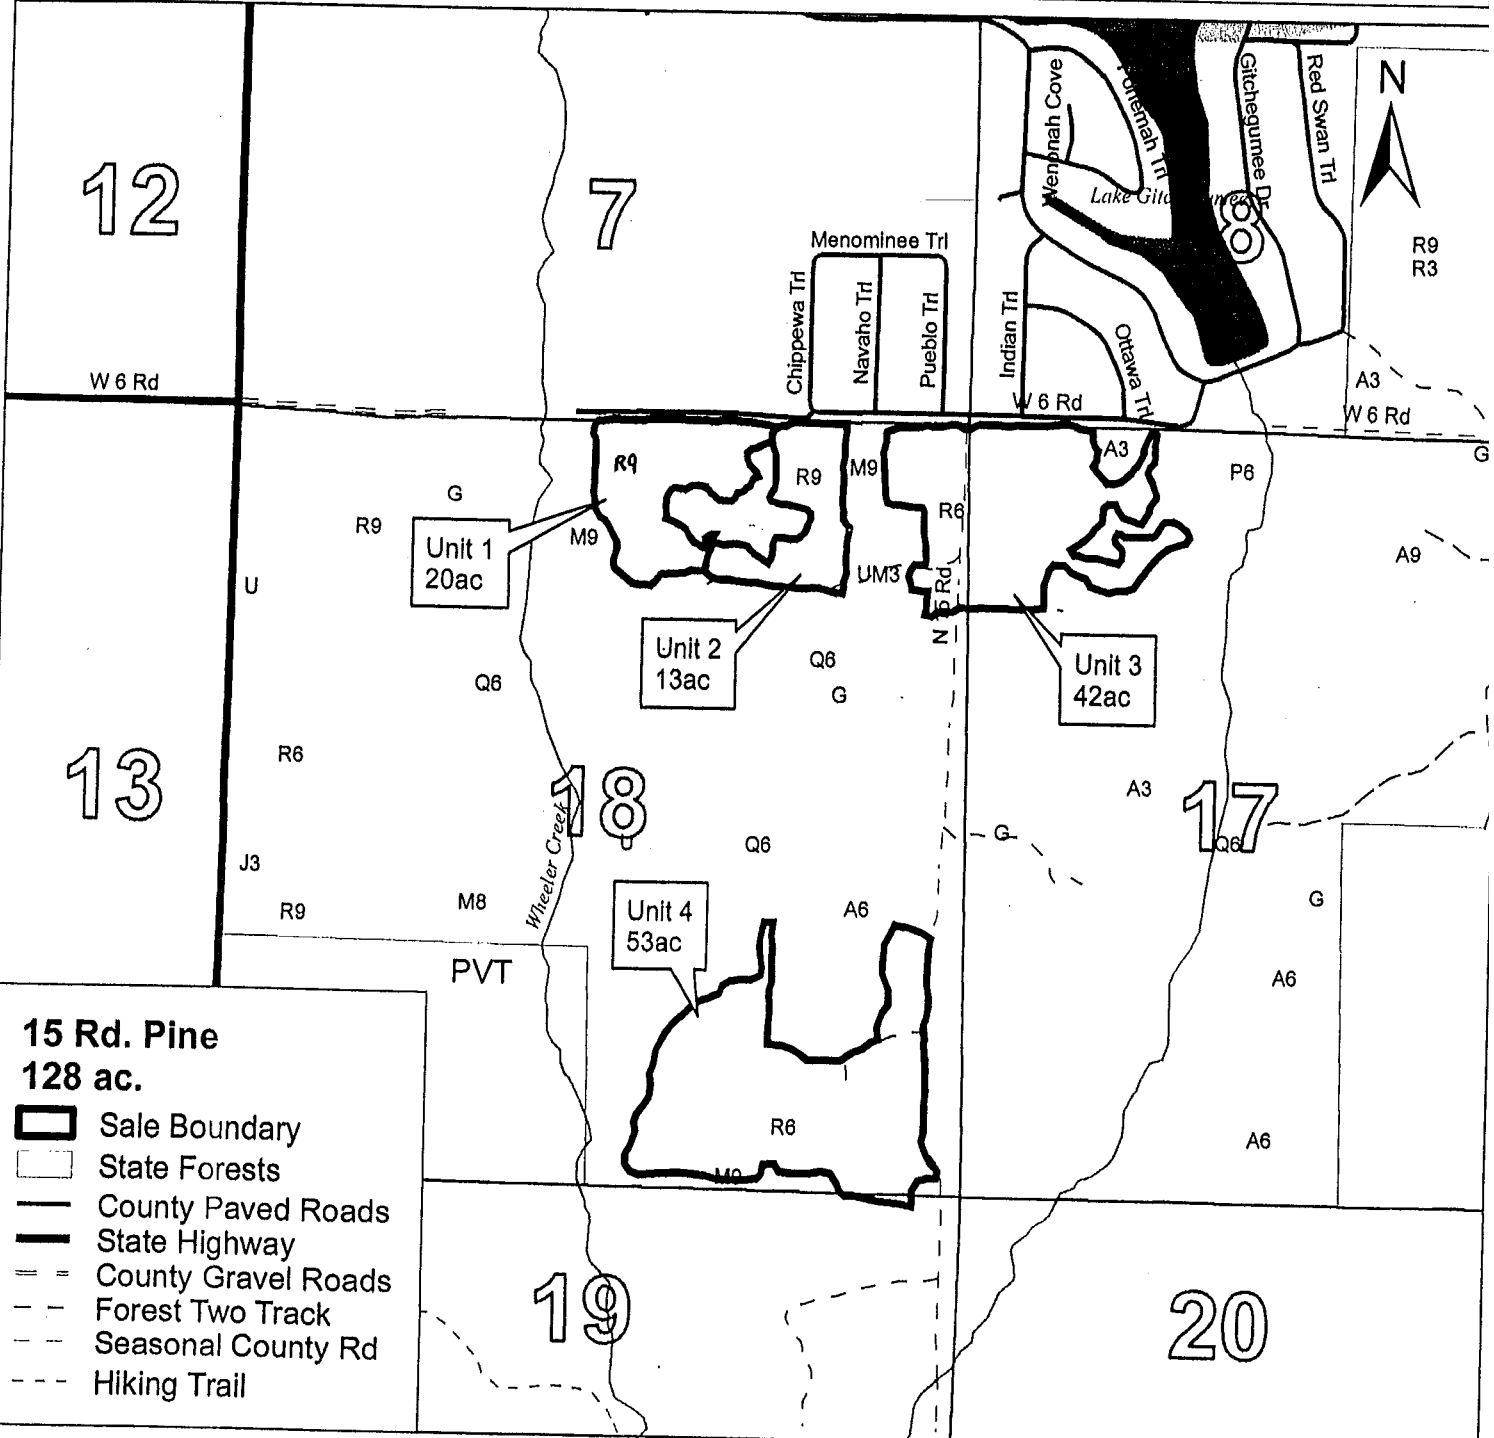 N
12
7
8
Wenonah Cove
Ponemah Trl
Gitchegumee Dr
Red Swan Trl
R9
R3
Menominee Trl
Chippewa Trl
Navaho Trl
Pueblo Trl
Indian Trl
Ottawa Trl
A3
W 6 Rd
W 6 Rd
W 6 Rd
G
R9
R9
M9
A3
P6
G
R9
M9
R6
A9
Unit 1
20ac
U
UM3
N 15 Rd
Unit 2
13ac
Q6
G
Unit 3
42ac
Q6
R6
13
18
17
A3
G
Q6
Q6
J3
Wheeler Creek
R9
M8
Unit 4
53ac
A6
G
PVT
A6
R6
A6
15 Rd. Pine
128 ac.
Sale Boundary
State Forests
County Paved Roads
State Highway
County Gravel Roads
Forest Two Track
Seasonal County Rd
Hiking Trail
19
20